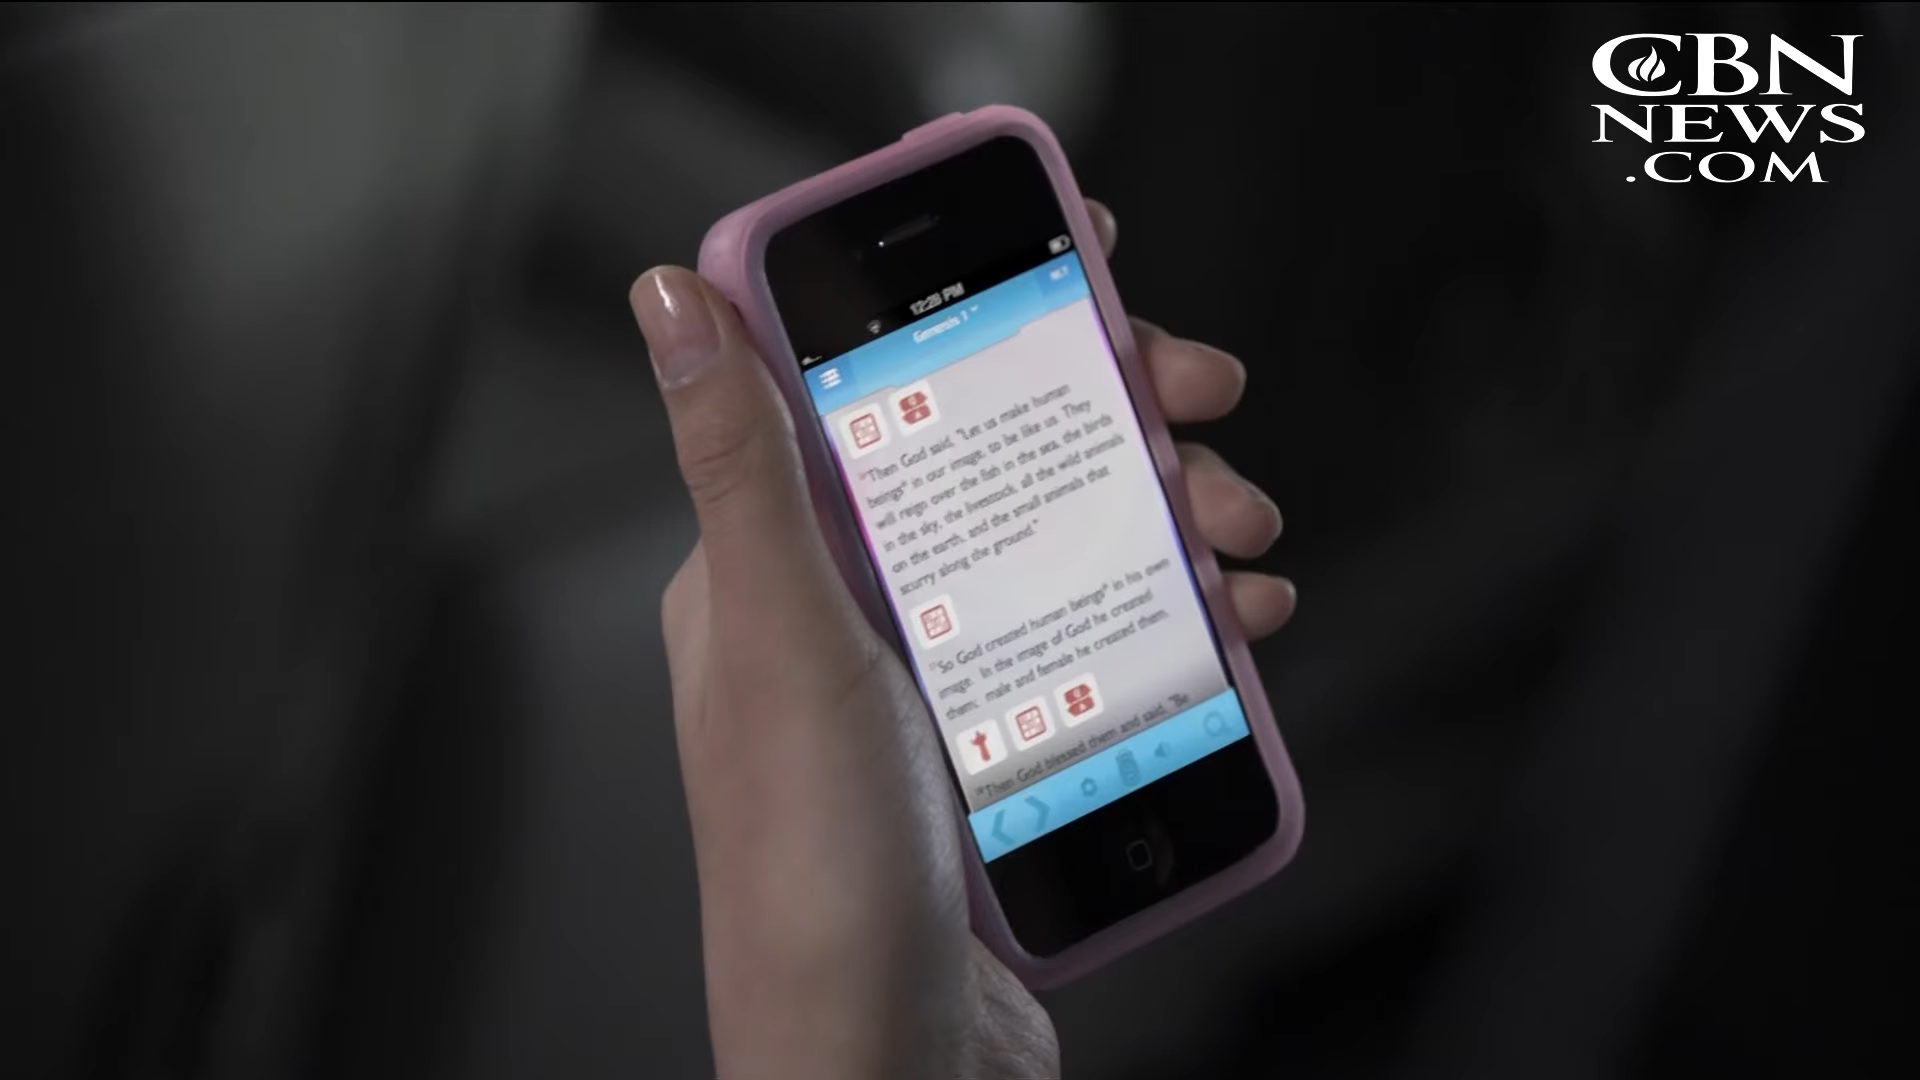 CBN
NEWS
.COM
12:28 PM
Genesis 1
NLT
"Then God said, "Let us make human
beings* in our image, to be like us. They
will reign over the fish in the sea, the birds
in the sky, the livestock, all the wild animals
on the earth, and the small animals that
scurry along the ground."
So God created human beings* in his own
image. In the image of God he created
them; male and female he created them.
Then God blessed them and said, "Be